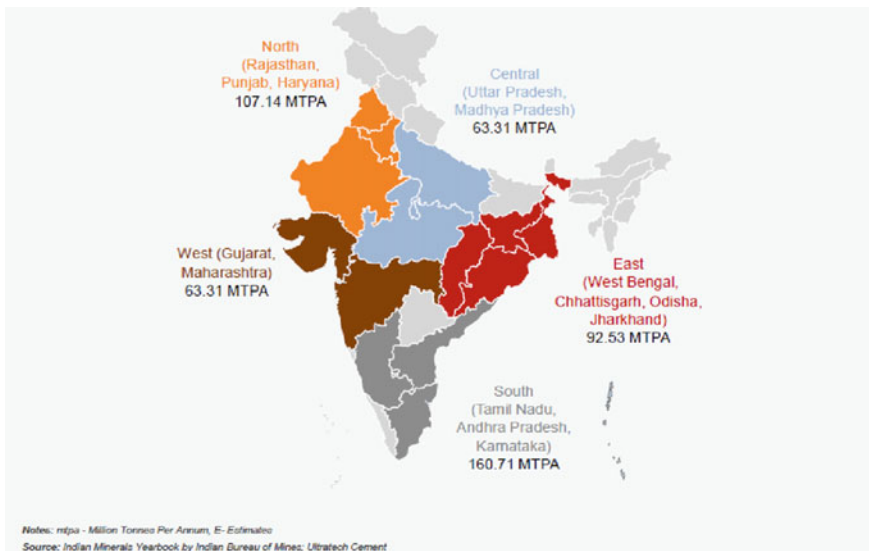 North
(Rajasthan,
Punjab, Haryana)
107.14 MTPA
Central
(Uttar Pradesh,
Madhya Pradesh)
63.31 MTPA
West (Gujarat,
Maharashtra)
63.31 MTPA
East
(West Bengal,
Chhattisgarh, Odisha,
Jharkhand)
92.53 MTPA
South
(Tamil Nadu,
Andhra Pradesh,
Karnataka)
160.71 MTPA
Notes: mtpa - Million Tonnes Per Annum, E- Estimates
Source: Indian Minerals Yearbook by Indian Bureau of Mines; Ultratech Cement